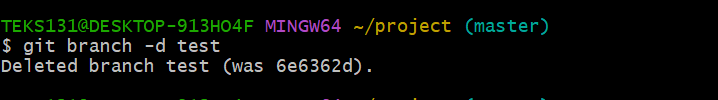 TEKS131@DESKTOP-913HO4F MINGW64 ~/project (master)
$ git branch -d test
Deleted branch test (was 6e6362d).